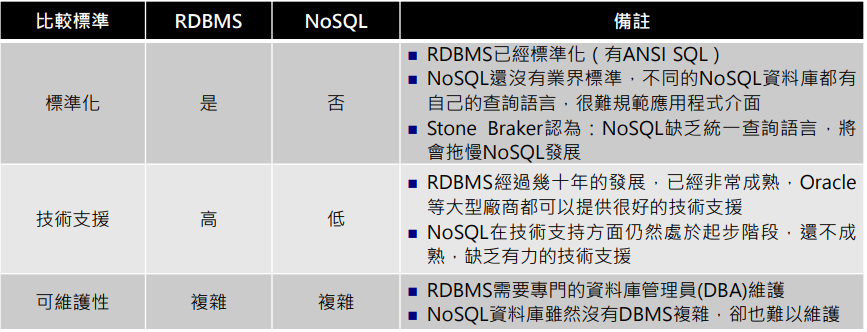 比較標準 RDBMS NoSQL 備註
■ RDBMS已經標準化（有ANSI SQL）
■ NoSQL還沒有業界標準，不同的NoSQL資料庫都有
標準化 是 否 自己的查詢語言，很難規範應用程式介面
■ Stone Braker認為：NoSQL缺乏統一查詢語言，將
會拖慢NoSQL發展
■ RDBMS經過幾十年的發展，已經非常成熟，Oracle
技術支援 高 低 等大型廠商都可以提供很好的技術支援
■ NoSQL在技術支持方面仍然處於起步階段，還不成
熟，缺乏有力的技術支援
可維護性 複雜 複雜 ■ RDBMS需要專門的資料庫管理員(DBA)維護
■ NoSQL資料庫雖然沒有DBMS複雜，卻也難以維護